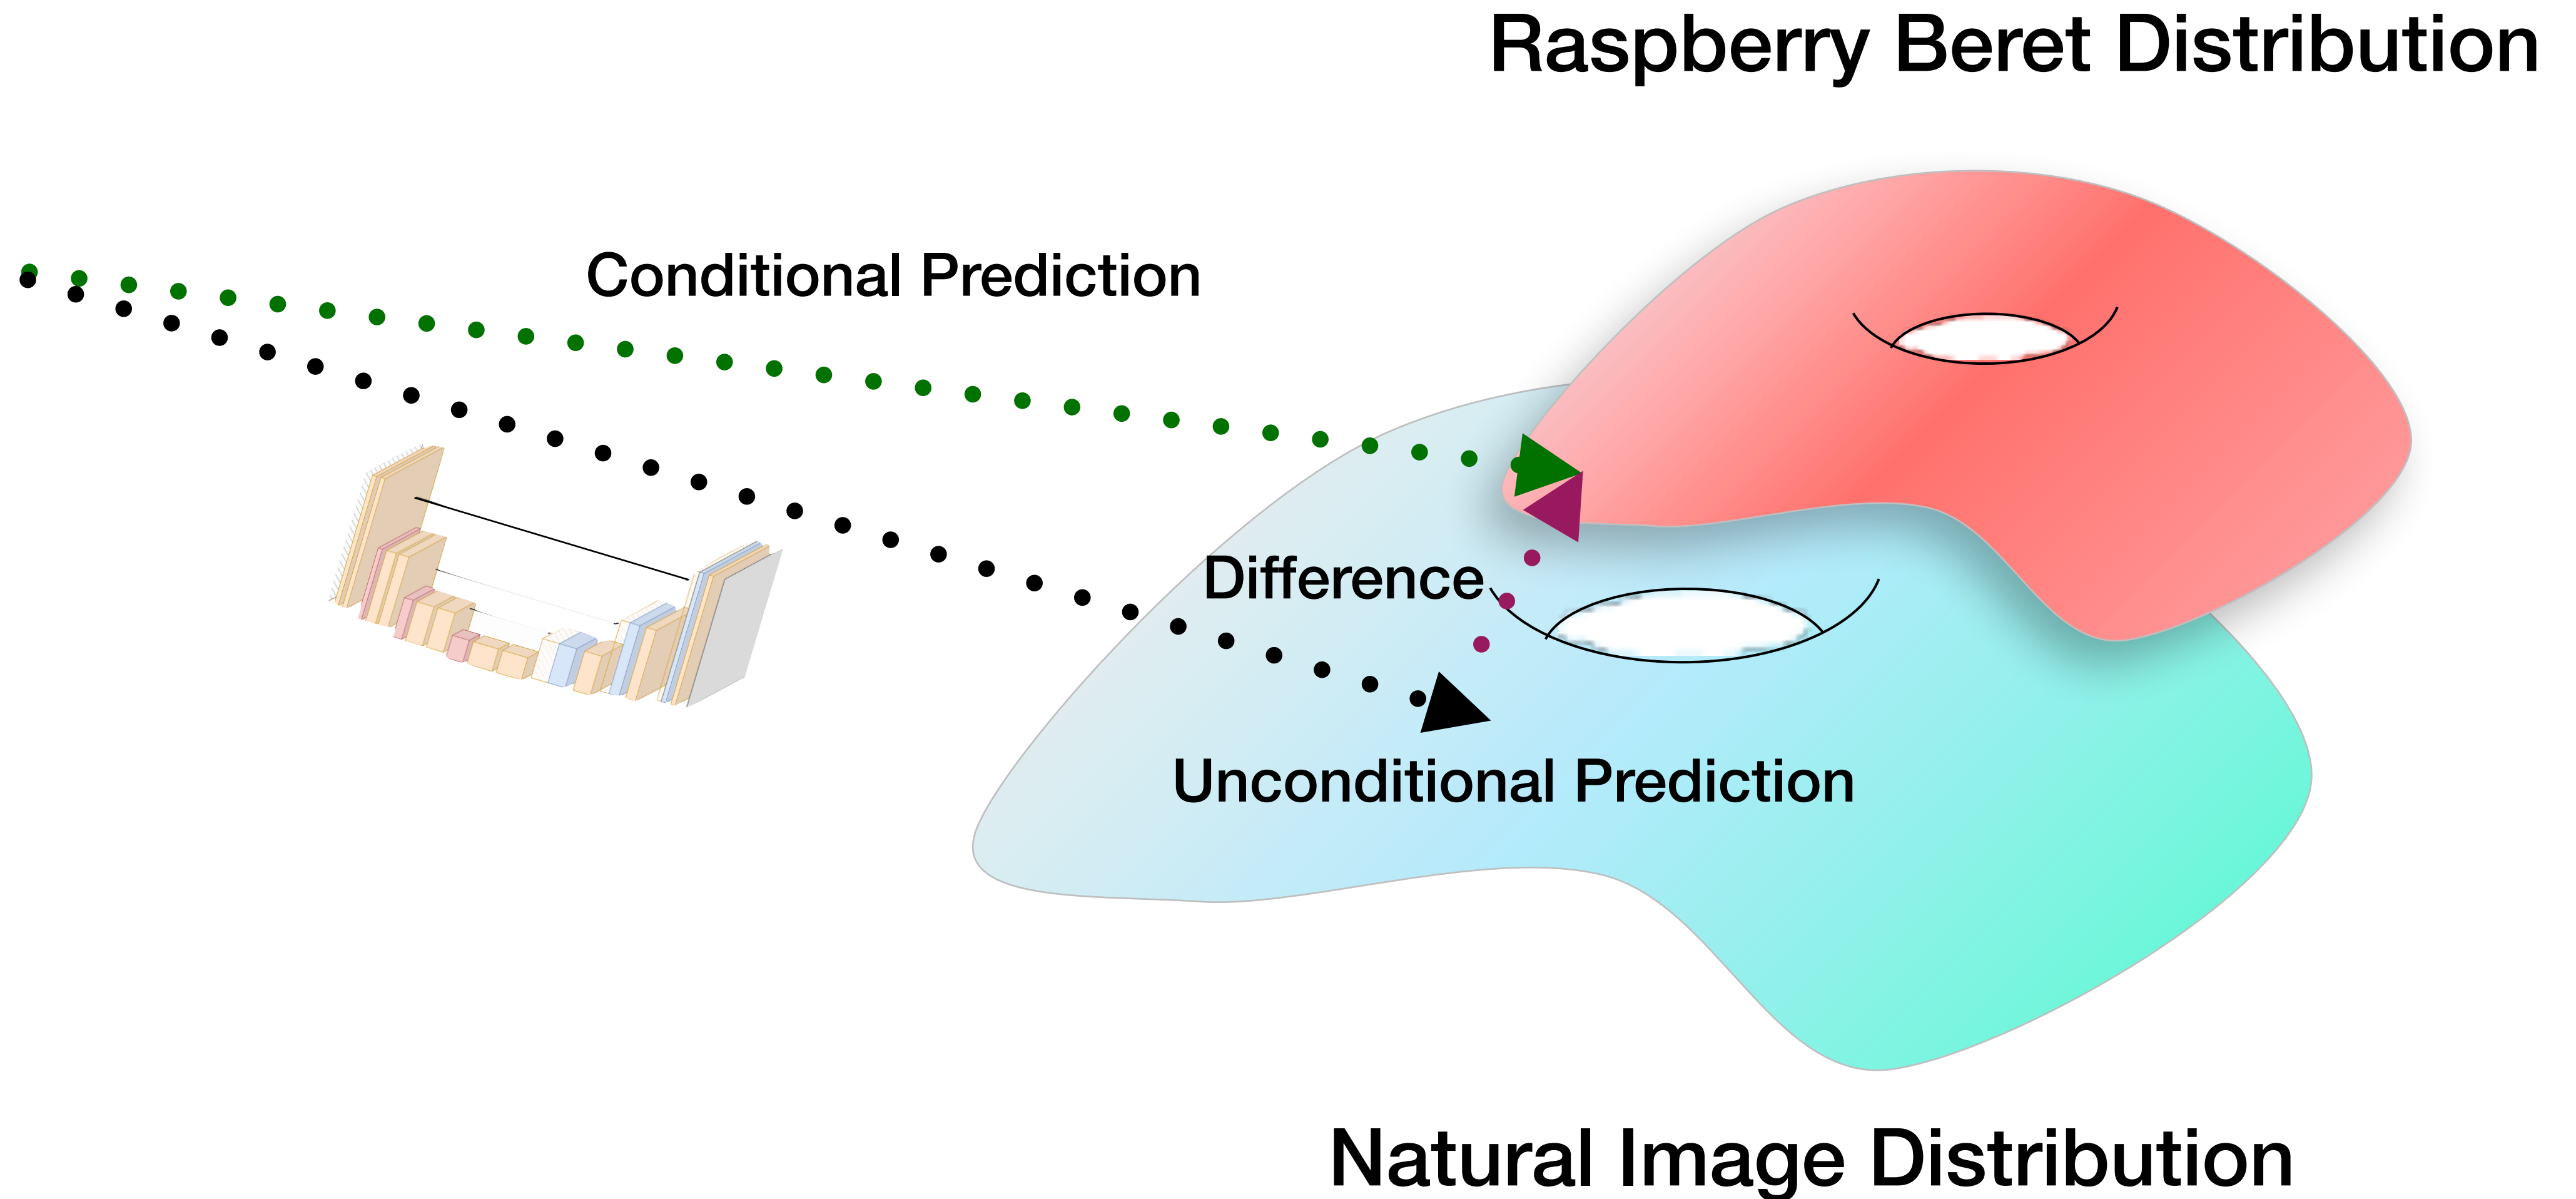 Raspberry Beret Distribution
Conditional Prediction
Difference
Unconditional Prediction
Natural Image Distribution